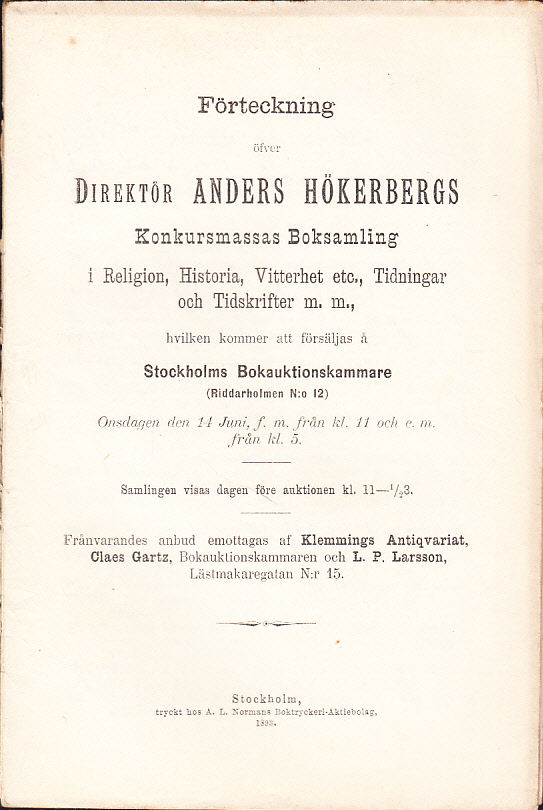 Förteckning
öfver
DIREKTÖR ANDERS HÖKERBERGS
Konkursmassas Boksamling
i Religion, Historia, Vitterhet etc., Tidningar
och Tidskrifter m. m.,
hvilken kommer att försäljas å
Stockholms Bokauktionskammare
(Riddarholmen N:o 12)
Onsdagen den 14 Juni, f. m. från kl. 11 och e. m.
från kl. 5.
Samlingen visas dagen före auktionen kl. 11—1/23.
Frånvarandes anbud emottagas af Klemmings Antiqvariat,
Claes Gartz, Bokauktionskammaren och L. P. Larsson,
Lästmakaregatan N:r 15.
Stockholm,
tryckt hos A. L. Normans Boktryckeri-Aktiebolag,
1893.